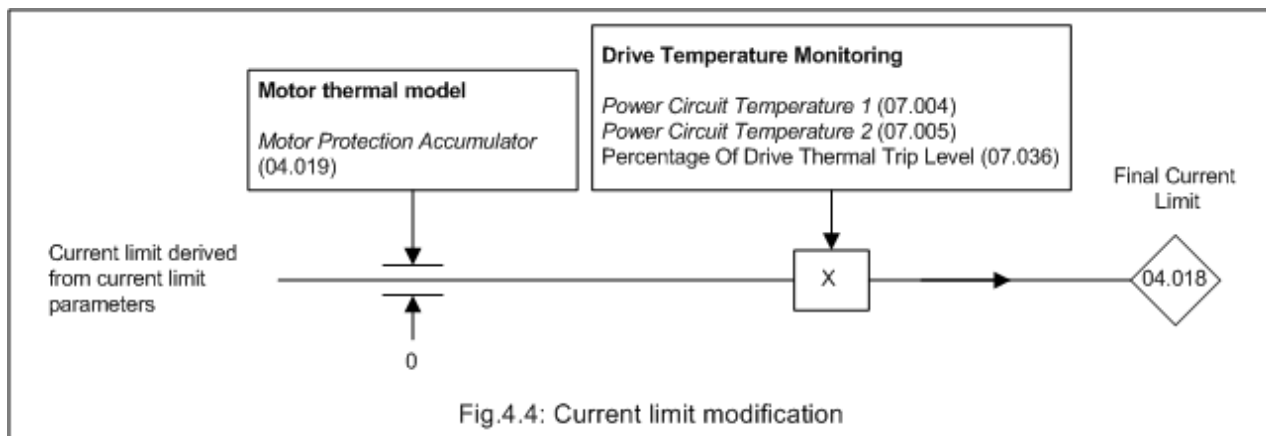 Motor thermal model
Motor Protection Accumulator
(04.019)
Drive Temperature Monitoring
Power Circuit Temperature 1 (07.004)
Power Circuit Temperature 2 (07.005)
Percentage Of Drive Thermal Trip Level (07.036)
Final Current
Limit
Current limit derived
from current limit
parameters
X
04.018
0
Fig.4.4: Current limit modification